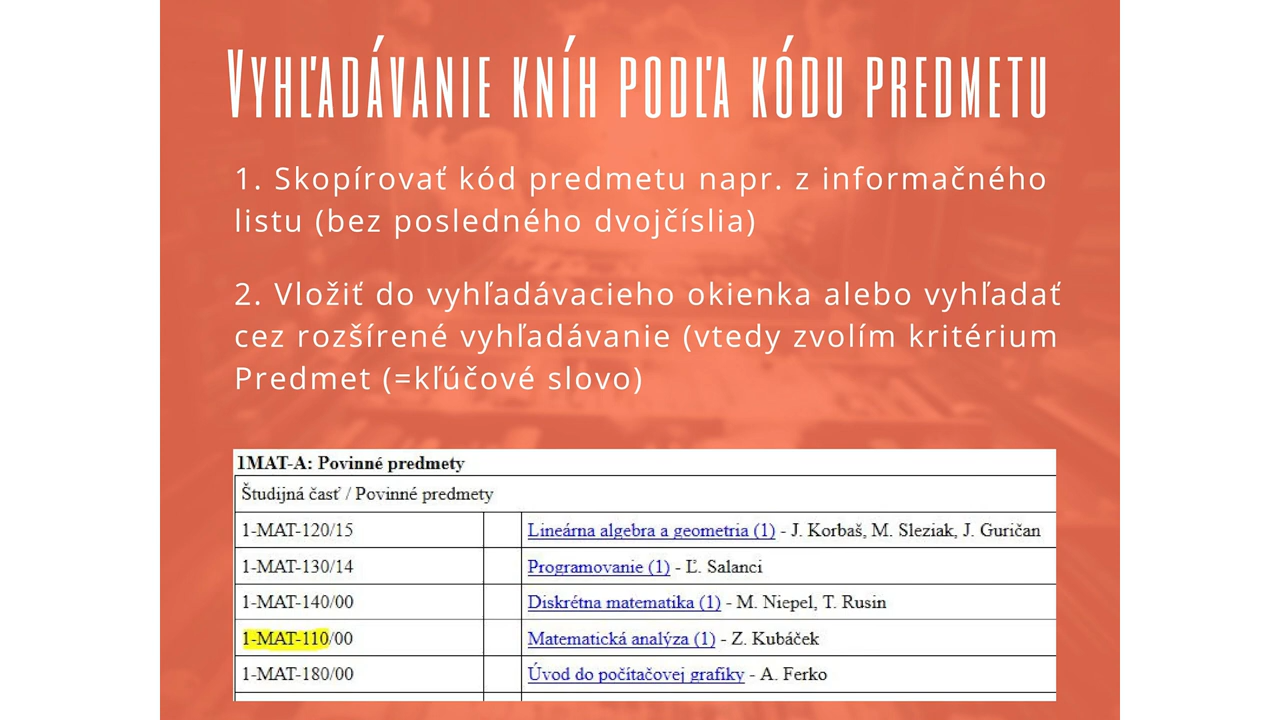 Vyhľadávanie kníh podľa kódu predmetu
1. Skopírovať kód predmetu napr. z informačného
listu (bez posledného dvojčíslia)
2. Vložiť do vyhľadávacieho okienka alebo vyhľadať
cez rozšírené vyhľadávanie (vtedy zvolím kritérium
Predmet (=kľúčové slovo)
1MAT-A: Povinné predmety
Študijná časť / Povinné predmety
1-MAT-120/15 Lineárna algebra a geometria (1) - J. Korbaš, M. Sleziak, J. Guričan
1-MAT-130/14 Programovanie (1) - Ľ. Salanci
1-MAT-140/00 Diskrétna matematika (1) - M. Niepel, T. Rusin
1-MAT-110/00 Matematická analýza (1) - Z. Kubáček
1-MAT-180/00 Úvod do počítačovej grafiky - A. Ferko